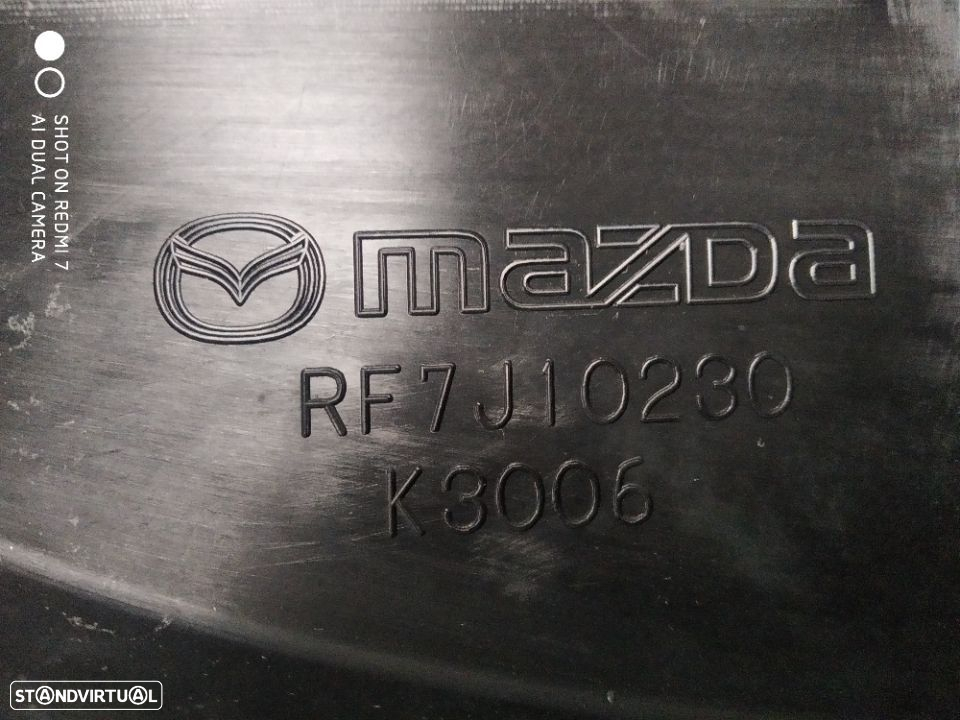 SHOT ON REDMI 7
AI DUAL CAMERA
mazda
RF7J10230
K3006
STANDVIRTUAL